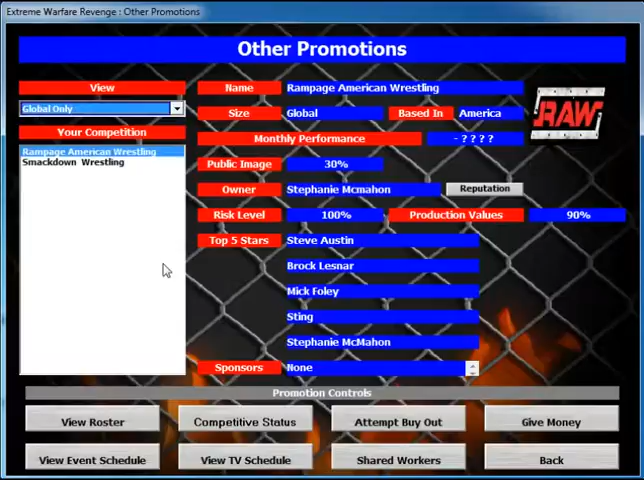 Extreme Warfare Revenge : Other Promotions
Other Promotions
View
Global Only
Your Competition
Rampage American Wrestling
Smackdown Wrestling
Name Rampage American Wrestling
Size Global Based In America
Monthly Performance - ? ? ? ?
Public Image 30%
Owner Stephanie Mcmahon Reputation
Risk Level 100% Production Values 90%
Top 5 Stars Steve Austin
Brock Lesnar
Mick Foley
Sting
Stephanie McMahon
Sponsors None
RAW
Promotion Controls
View Roster Competitive Status Attempt Buy Out Give Money
View Event Schedule View TV Schedule Shared Workers Back